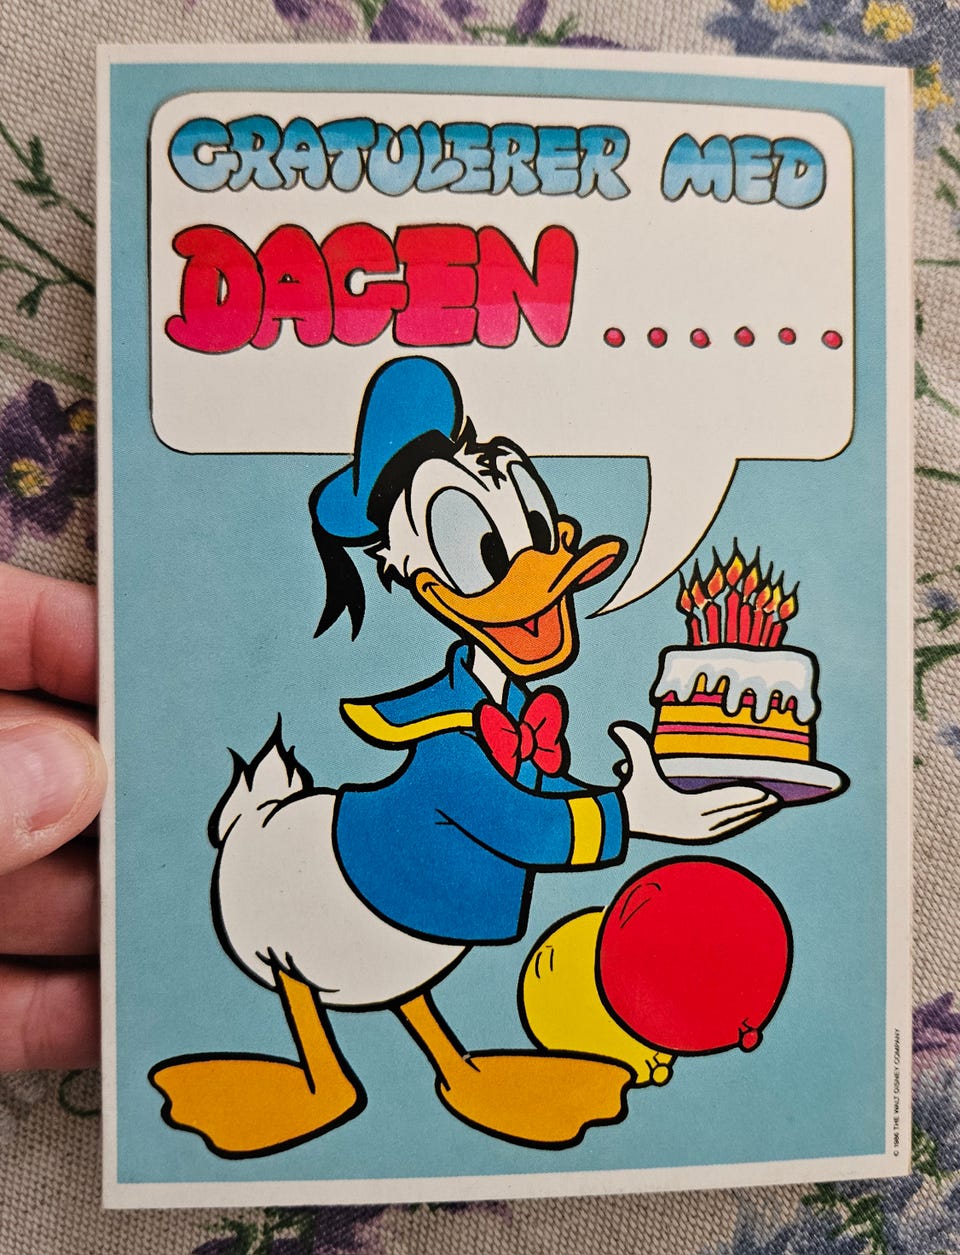 GRATULERER MED
DAGEN ......
© 1986 THE WALT DISNEY COMPANY